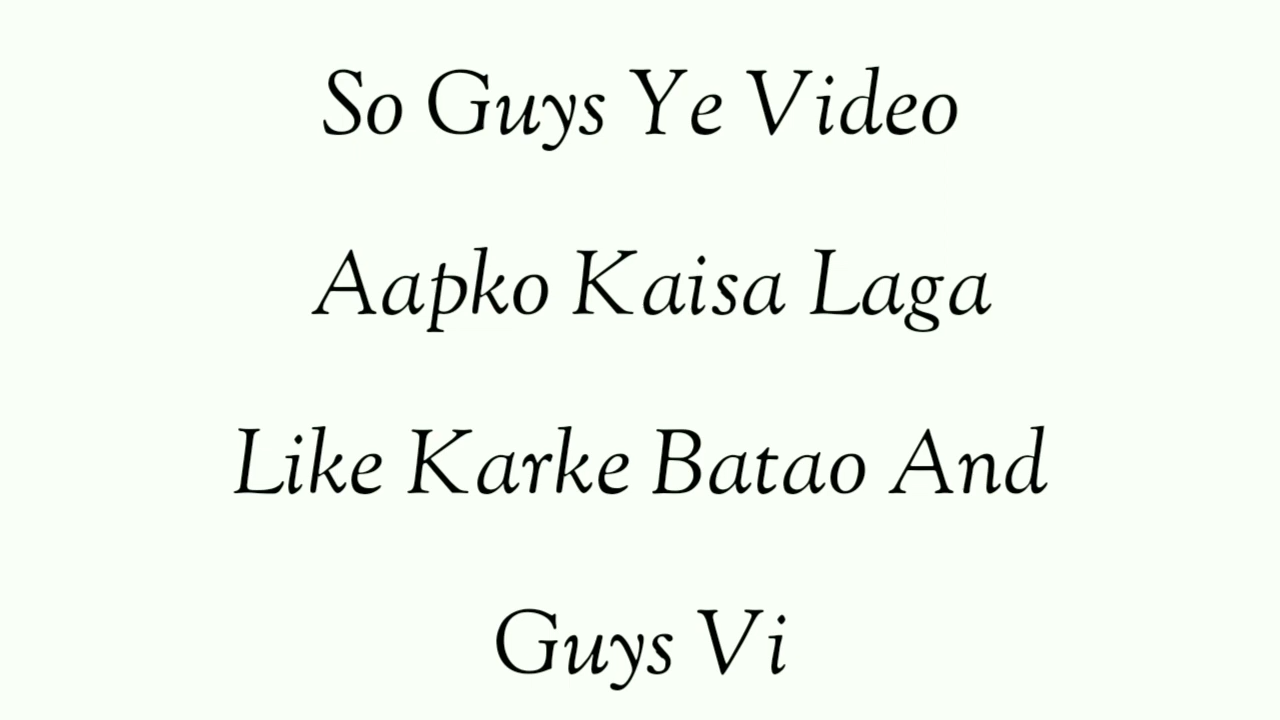 So Guys Ye Video
Aapko Kaisa Laga
Like Karke Batao And
Guys Vi